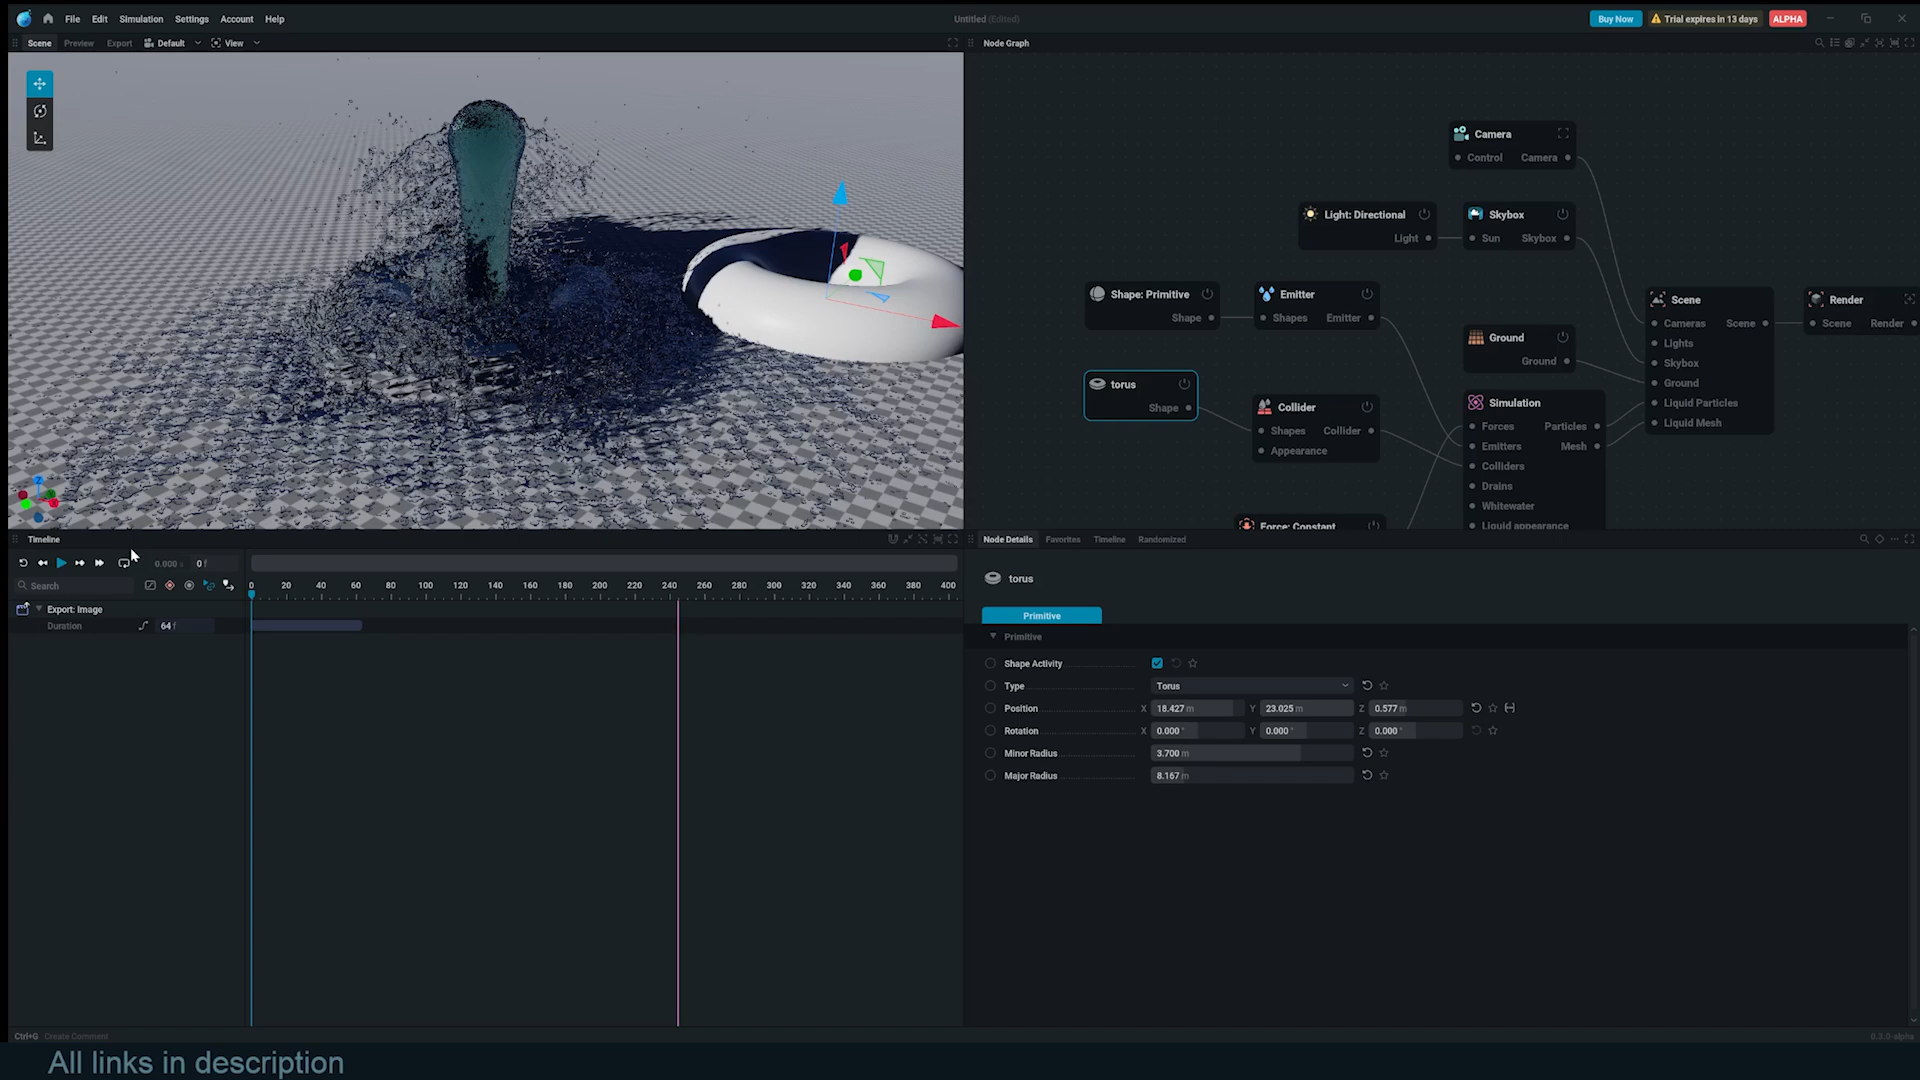 File Edit Simulation Settings Account Help
Untitled (Edited)
Buy Now Trial expires in 13 days ALPHA
Scene Preview Export Default View
Node Graph
Camera
Control Camera
Light: Directional
Light
Skybox
Sun Skybox
Shape: Primitive
Shape
Emitter
Shapes Emitter
Ground
Ground
Scene
Cameras Scene
Lights
Skybox
Ground
Liquid Particles
Liquid Mesh
Render
Scene Render
torus
Shape
Collider
Shapes Collider
Appearance
Simulation
Forces Particles
Emitters Mesh
Colliders
Drains
Whitewater
Liquid appearance
Force: Constant
Timeline
0.000 s 0 f
Search
0 20 40 60 80 100 120 140 160 180 200 220 240 260 280 300 320 340 360 380 400
Export: Image
Duration 64 f
Node Details Favorites Timeline Randomized
torus
Primitive
Primitive
Shape Activity
Type Torus
Position X 18.427 m Y 23.025 m Z 0.577 m
Rotation X 0.000 ° Y 0.000 ° Z 0.000 °
Minor Radius 3.700 m
Major Radius 8.167 m
Ctrl+G Create Comment
0.3.0-alpha
All links in description